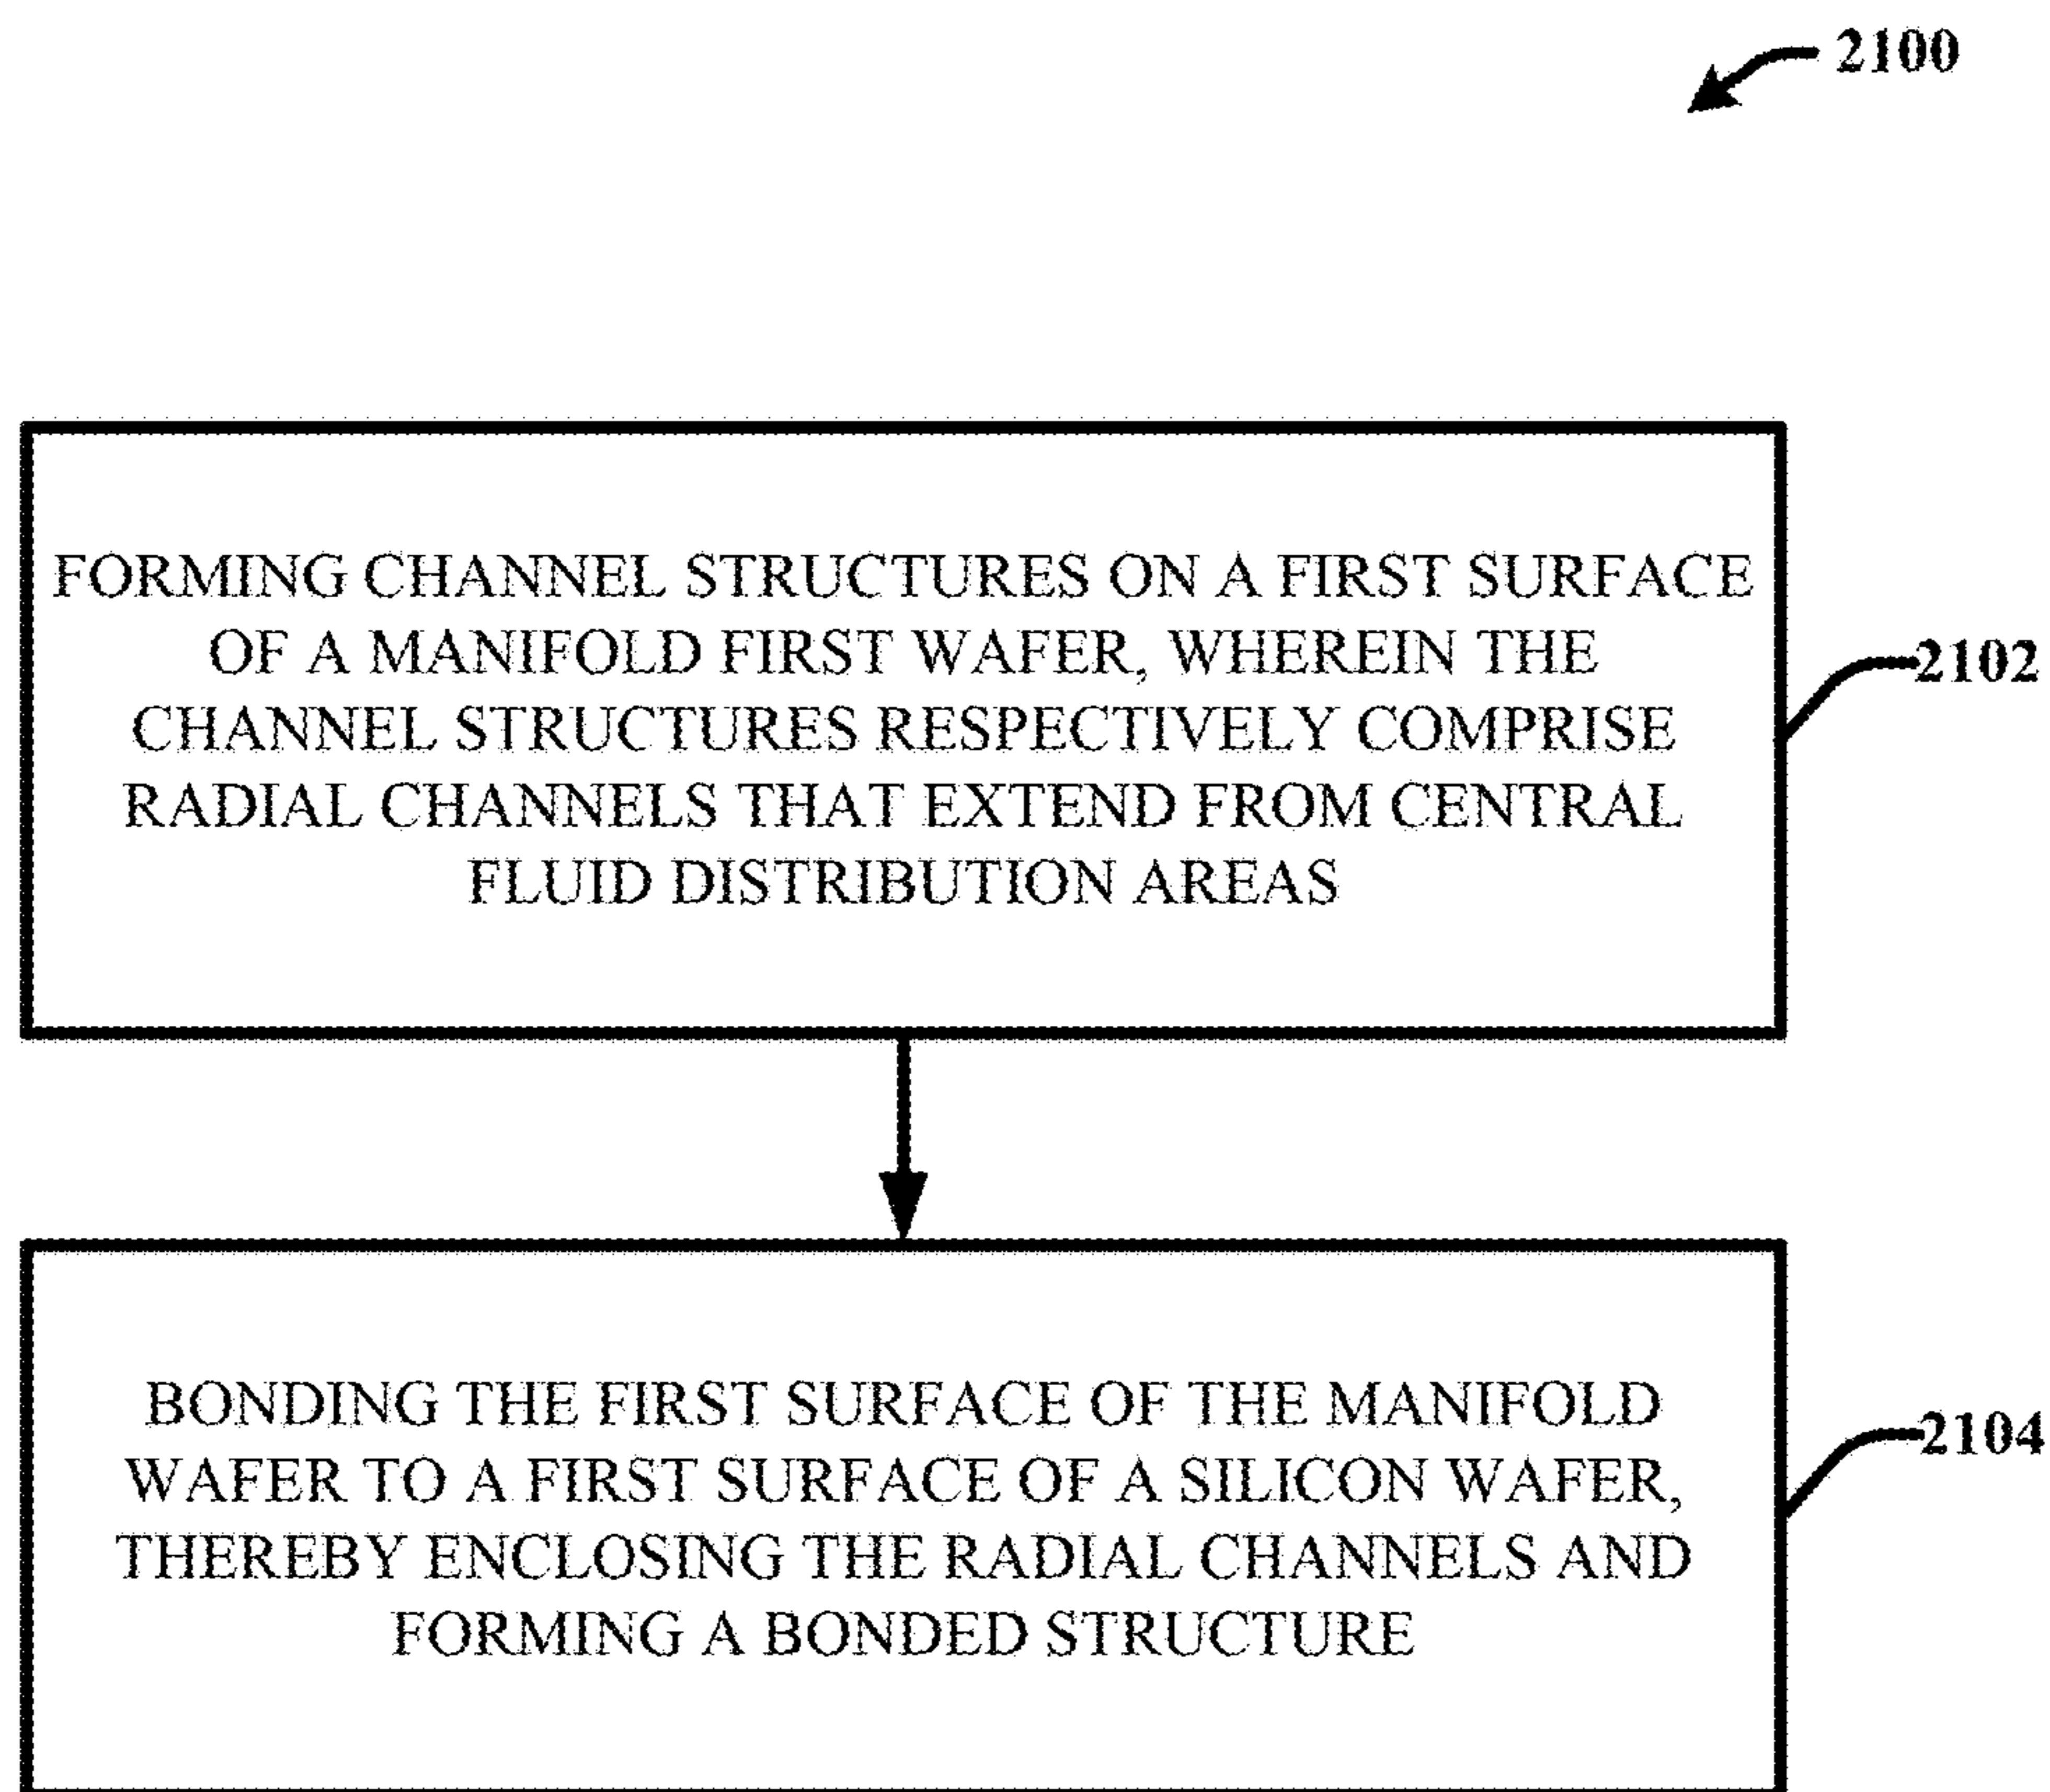 2100
FORMING CHANNEL STRUCTURES ON A FIRST SURFACE
OF A MANIFOLD FIRST WAFER, WHEREIN THE
CHANNEL STRUCTURES RESPECTIVELY COMPRISE
RADIAL CHANNELS THAT EXTEND FROM CENTRAL
FLUID DISTRIBUTION AREAS
2102
BONDING THE FIRST SURFACE OF THE MANIFOLD
WAFER TO A FIRST SURFACE OF A SILICON WAFER,
THEREBY ENCLOSING THE RADIAL CHANNELS AND
FORMING A BONDED STRUCTURE
2104